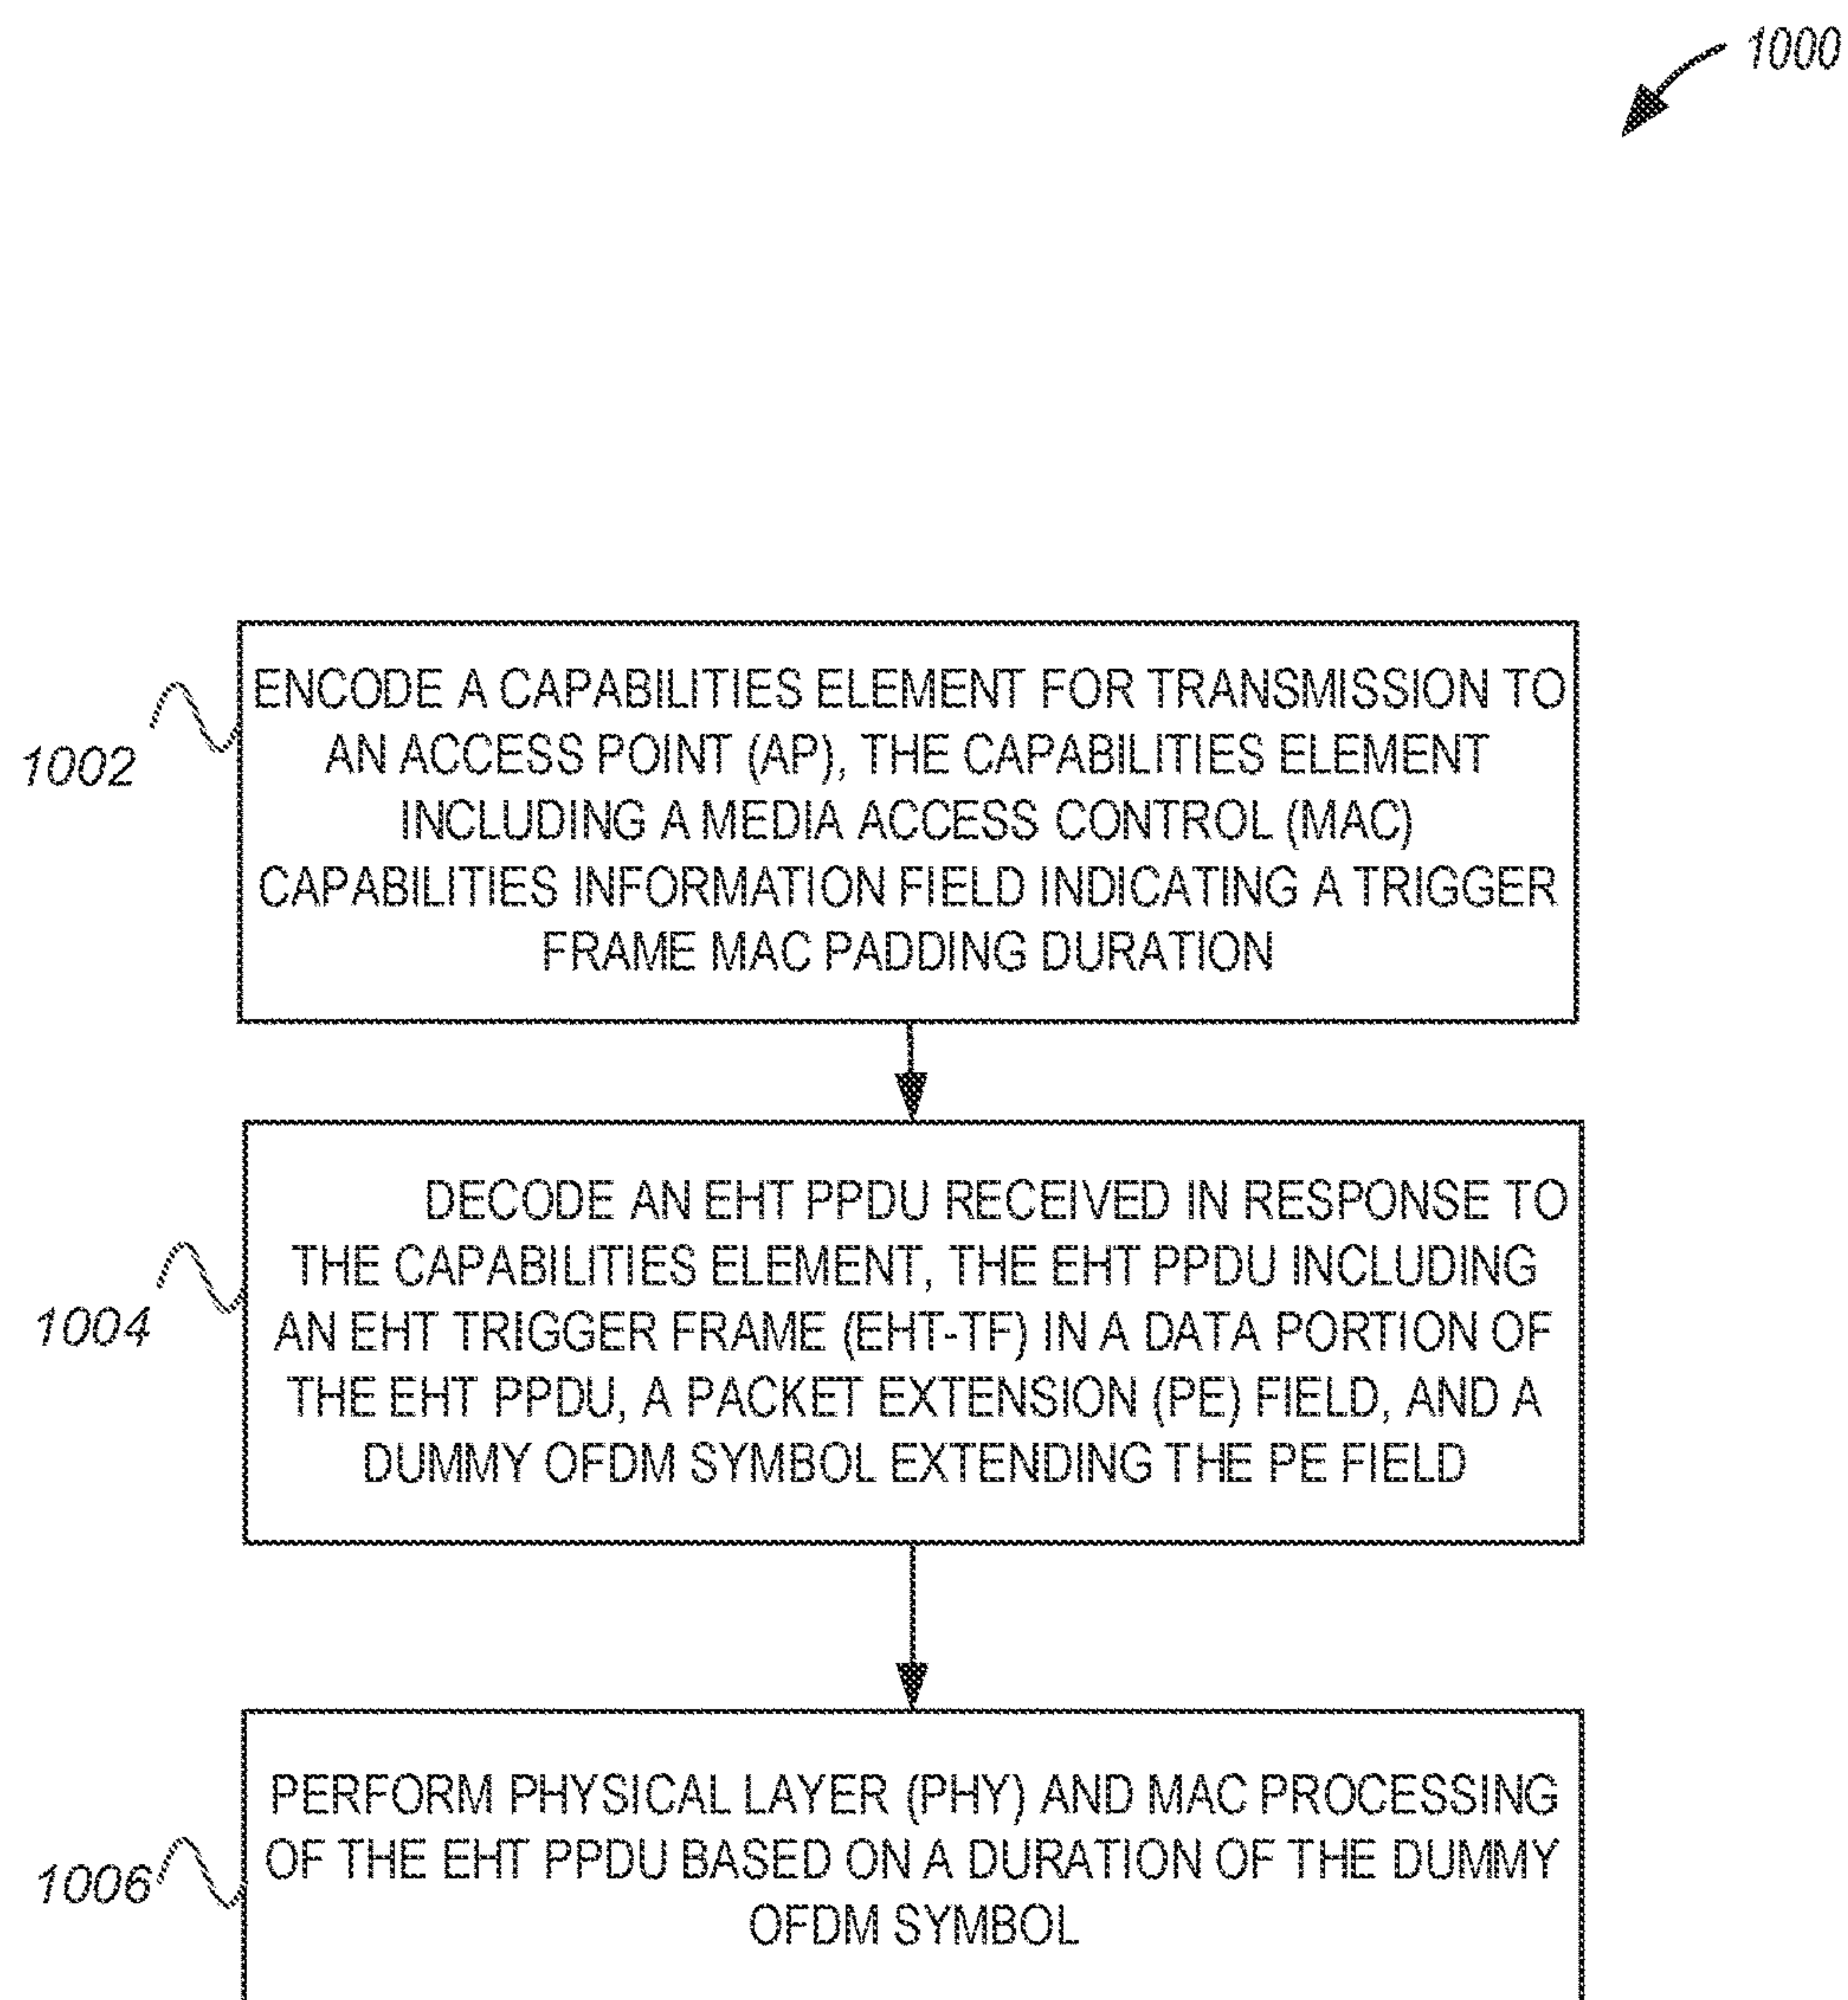 1000
1002
ENCODE A CAPABILITIES ELEMENT FOR TRANSMISSION TO
AN ACCESS POINT (AP), THE CAPABILITIES ELEMENT
INCLUDING A MEDIA ACCESS CONTROL (MAC)
CAPABILITIES INFORMATION FIELD INDICATING A TRIGGER
FRAME MAC PADDING DURATION
1004
DECODE AN EHT PPDU RECEIVED IN RESPONSE TO
THE CAPABILITIES ELEMENT, THE EHT PPDU INCLUDING
AN EHT TRIGGER FRAME (EHT-TF) IN A DATA PORTION OF
THE EHT PPDU, A PACKET EXTENSION (PE) FIELD, AND A
DUMMY OFDM SYMBOL EXTENDING THE PE FIELD
1006
PERFORM PHYSICAL LAYER (PHY) AND MAC PROCESSING
OF THE EHT PPDU BASED ON A DURATION OF THE DUMMY
OFDM SYMBOL